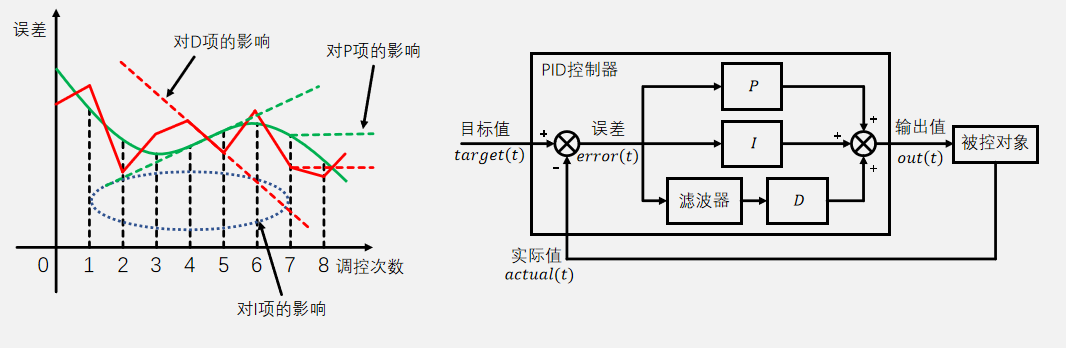 误差
对D项的影响
对P项的影响
0
1
2
3
4
5
6
7
8
调控次数
对I项的影响
PID控制器
目标值
target(t)
+
-
误差
error(t)
P
I
滤波器
D
+
+
+
输出值
out(t)
被控对象
实际值
actual(t)